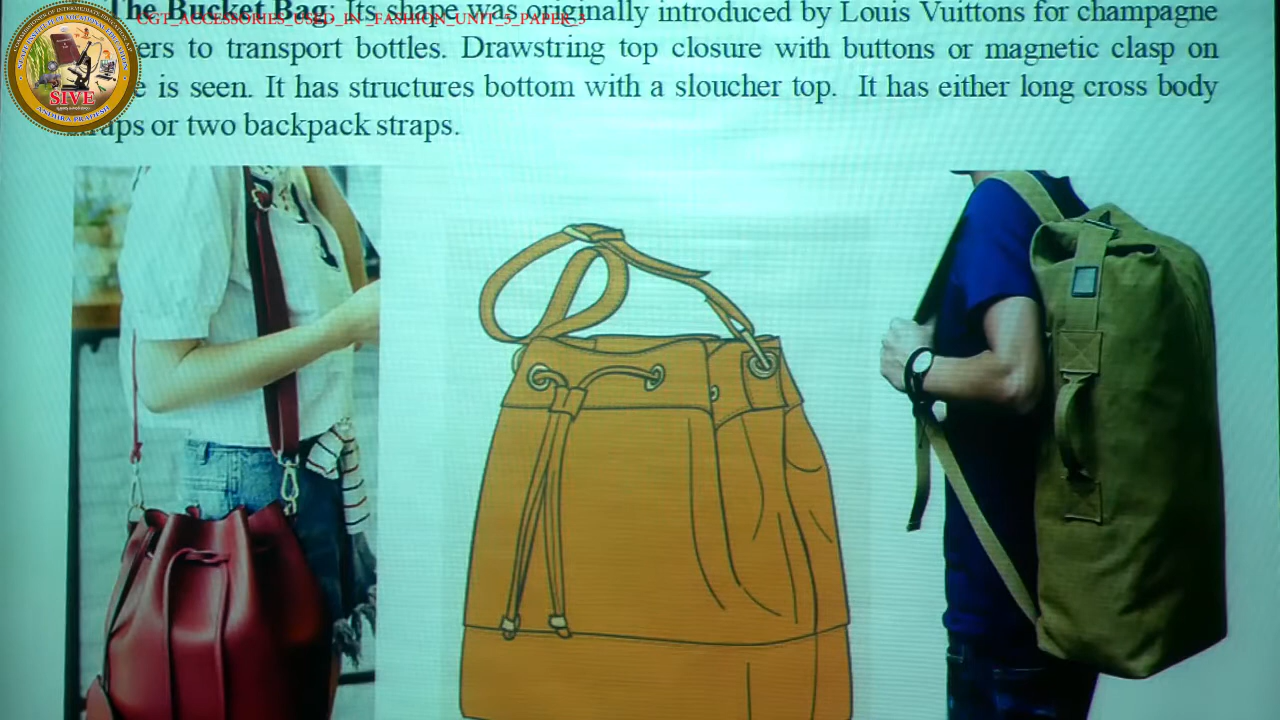 CGT_ACCESSORIES_USED_IN_FASHION_UNIT_5_PAPER_3
The Bucket Bag: Its shape was originally introduced by Louis Vuittons for champagne
ers to transport bottles. Drawstring top closure with buttons or magnetic clasp on
e is seen. It has structures bottom with a sloucher top. It has either long cross body
aps or two backpack straps.
SIVE
ANDHRA PRADESH